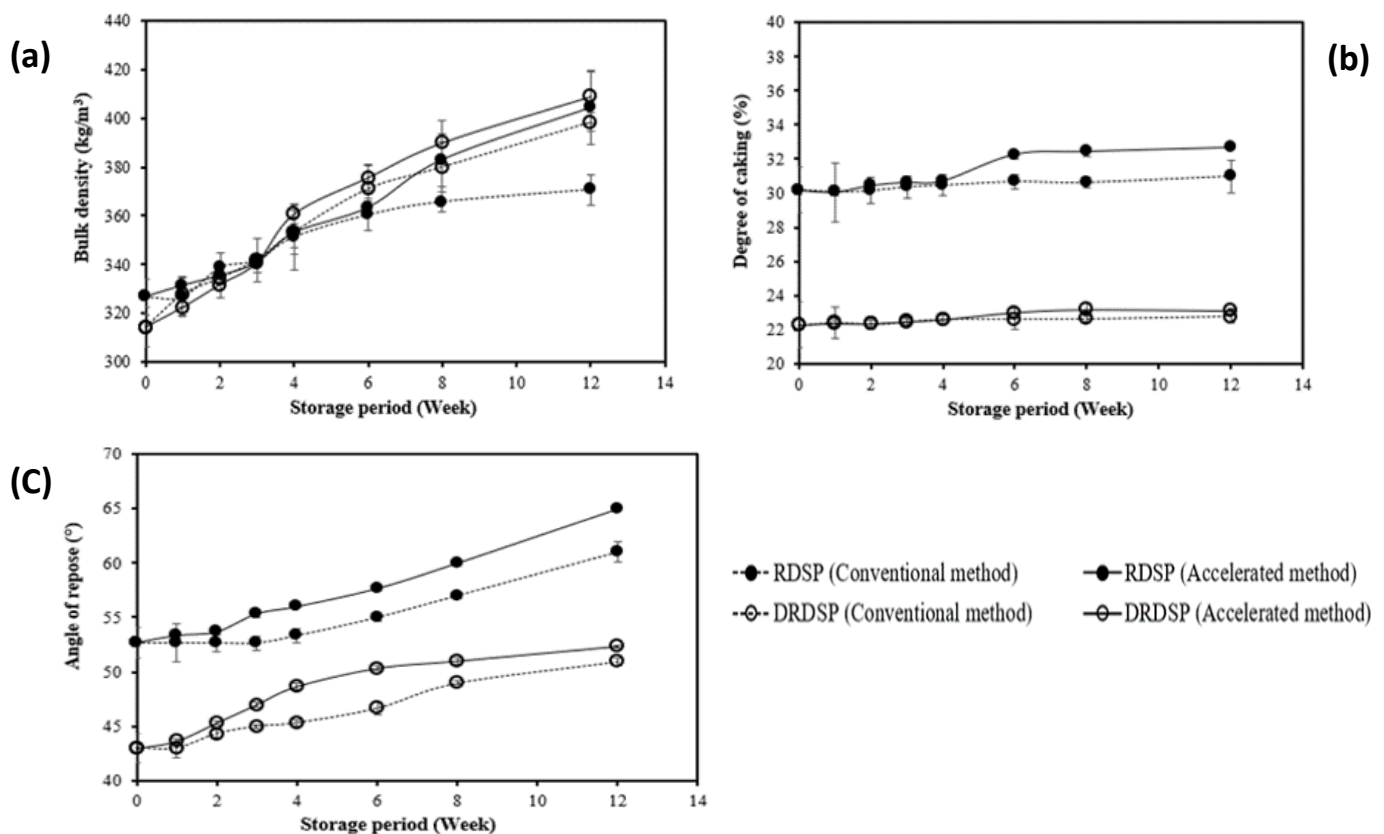 (a)
Bulk density (kg/m³)
440
420
400
380
360
340
320
300
0 2 4 6 8 10 12 14
Storage period (Week)
(b)
Degree of caking (%)
40
38
36
34
32
30
28
26
24
22
20
0 2 4 6 8 10 12 14
Storage period (Week)
(C)
Angle of repose (°)
70
65
60
55
50
45
40
0 2 4 6 8 10 12 14
Storage period (Week)
RDSP (Conventional method) RDSP (Accelerated method)
DRDSP (Conventional method) DRDSP (Accelerated method)